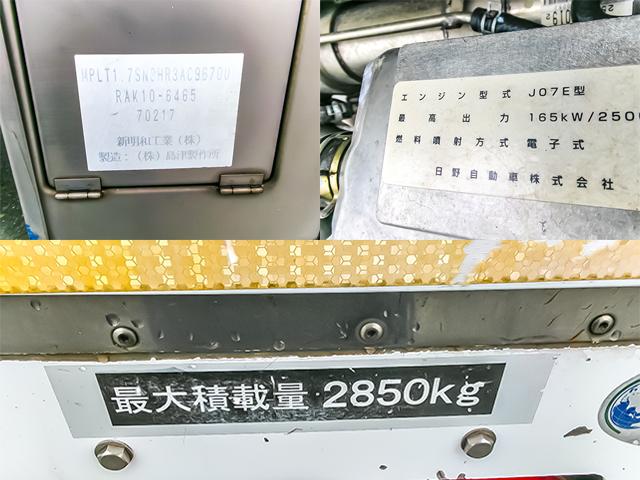 MPLT1.7SN2HR3AC9670U
RAK10-6465
70217
新明和工業（株）
製造：（株）島津製作所
エンジン型式 J07E型
最高出力 165kW/2500
燃料噴射方式 電子式
日野自動車株式会社
最大積載量 2850kg